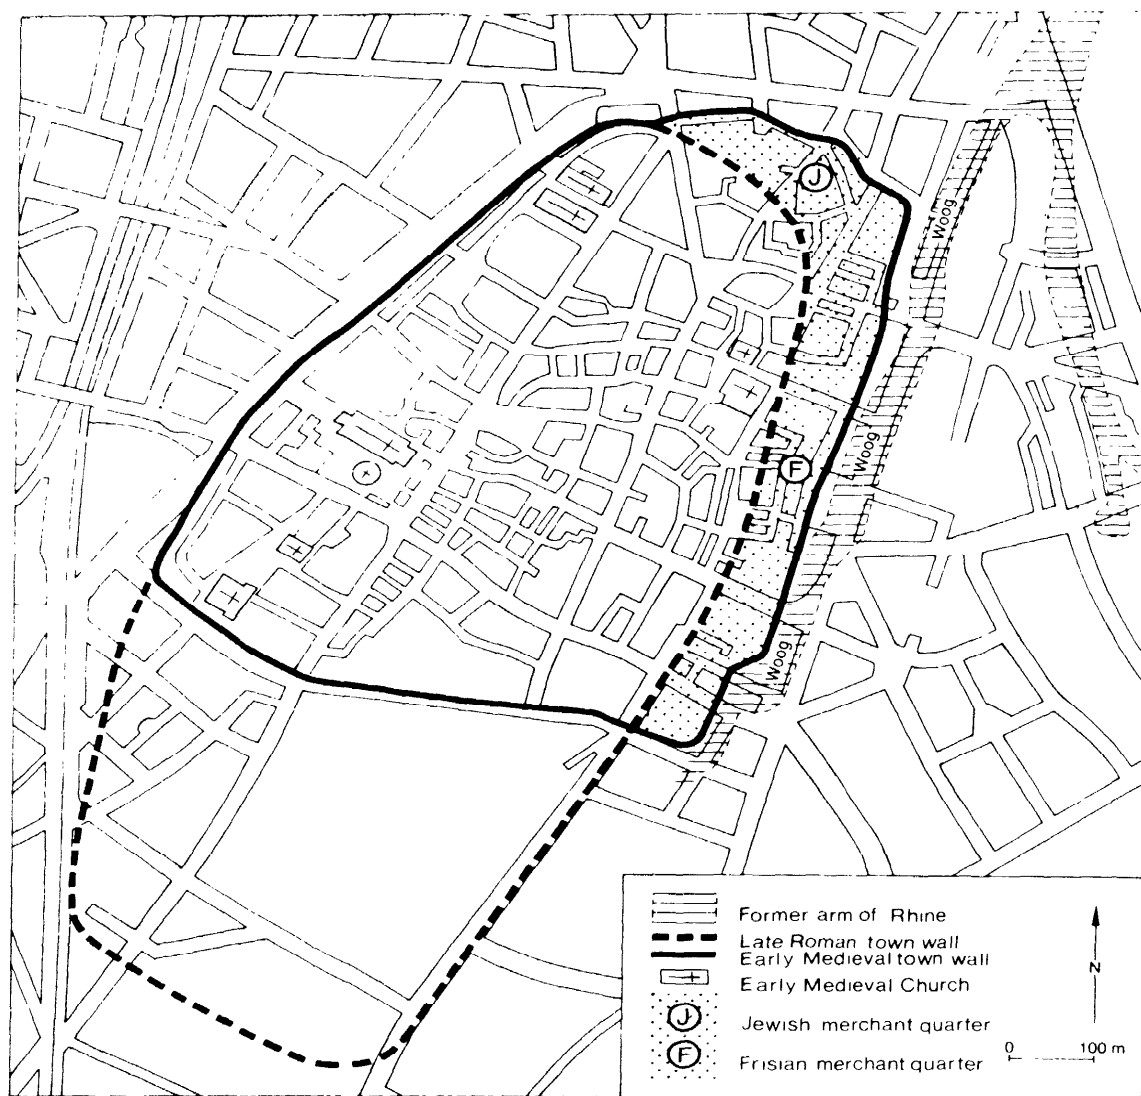 J
Woog
F
Woog
Woog
Former arm of Rhine
Late Roman town wall
Early Medieval town wall
Early Medieval Church
J Jewish merchant quarter
F Frisian merchant quarter
N
0 100 m